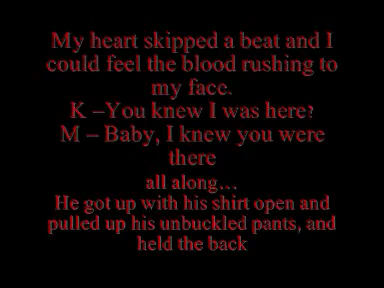 My heart skipped a beat and I
could feel the blood rushing to
my face.
K –You knew I was here?
M – Baby, I knew you were
there
all along…
He got up with his shirt open and
pulled up his unbuckled pants, and
held the back